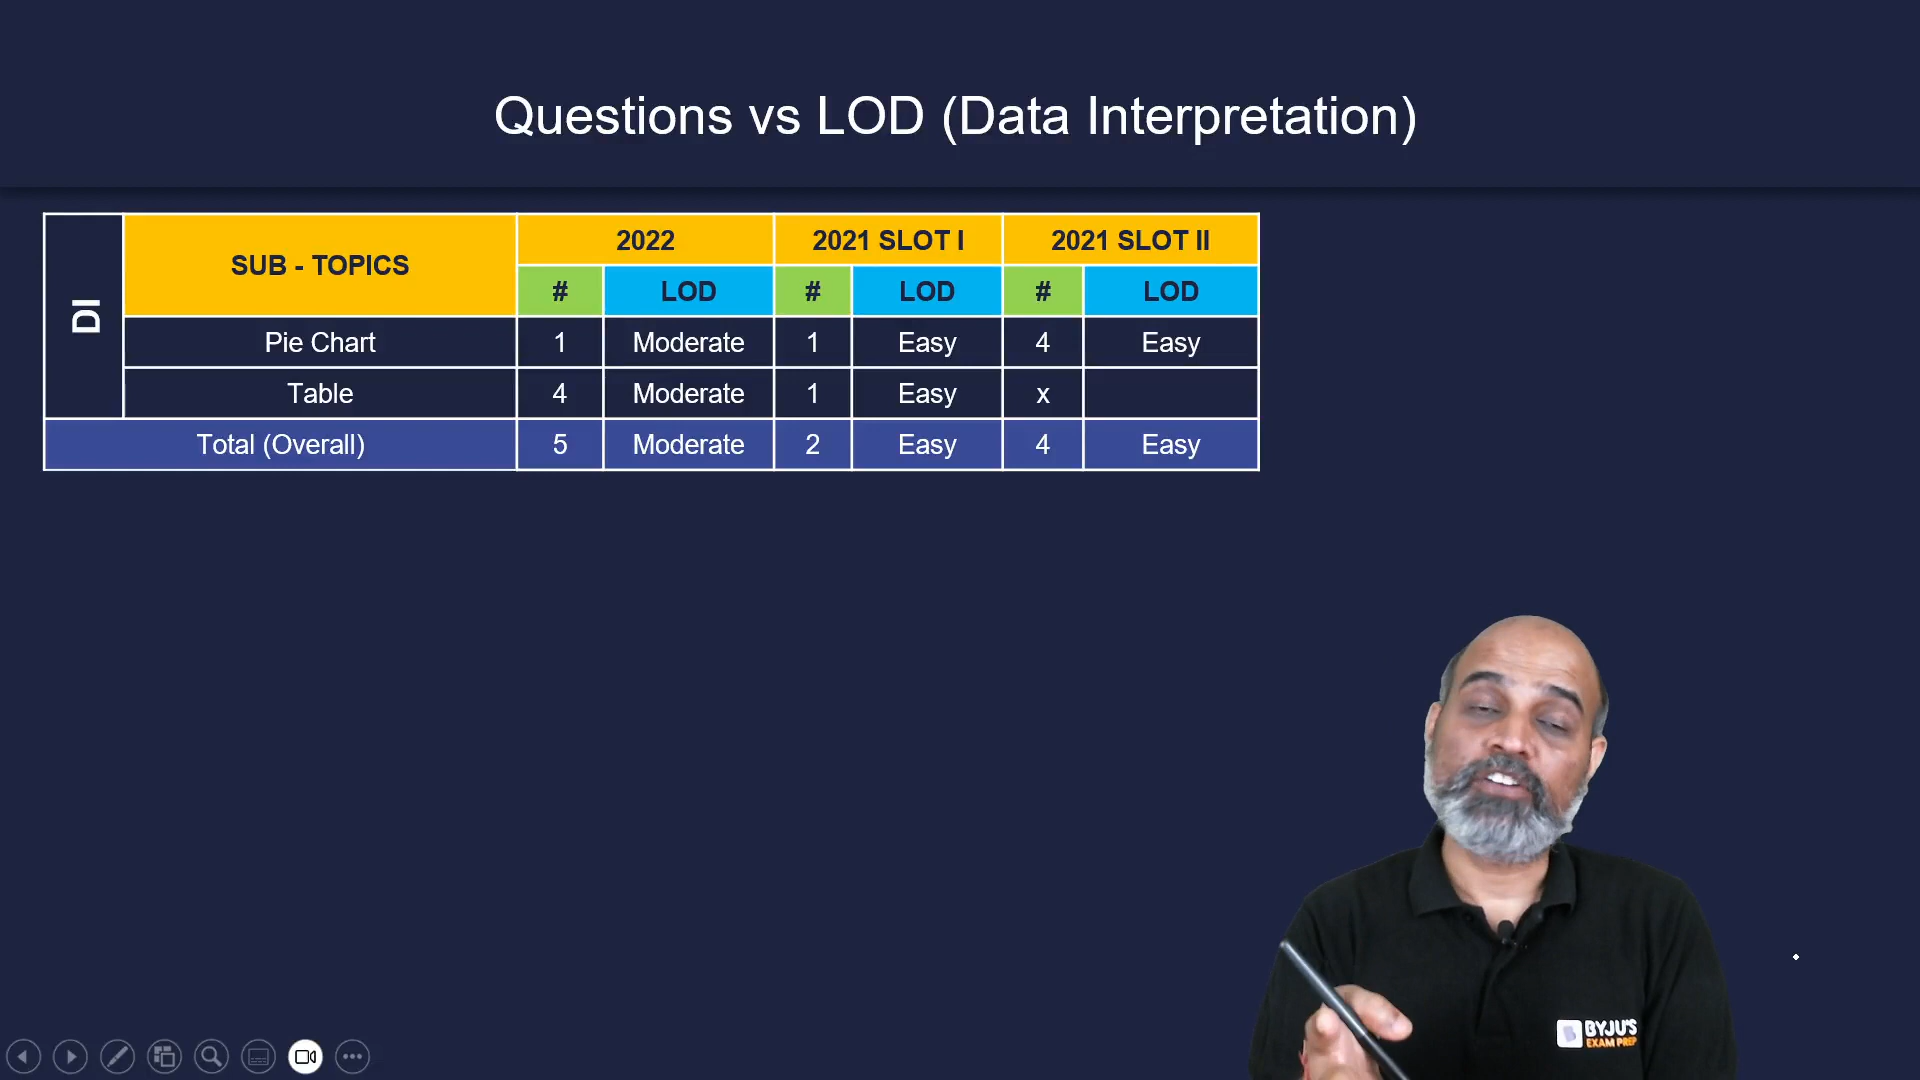 Questions vs LOD (Data Interpretation)
DI
SUB - TOPICS 2022 2021 SLOT I 2021 SLOT II
# LOD # LOD # LOD
Pie Chart 1 Moderate 1 Easy 4 Easy
Table 4 Moderate 1 Easy x
Total (Overall) 5 Moderate 2 Easy 4 Easy
BYJU'S
EXAM PREP